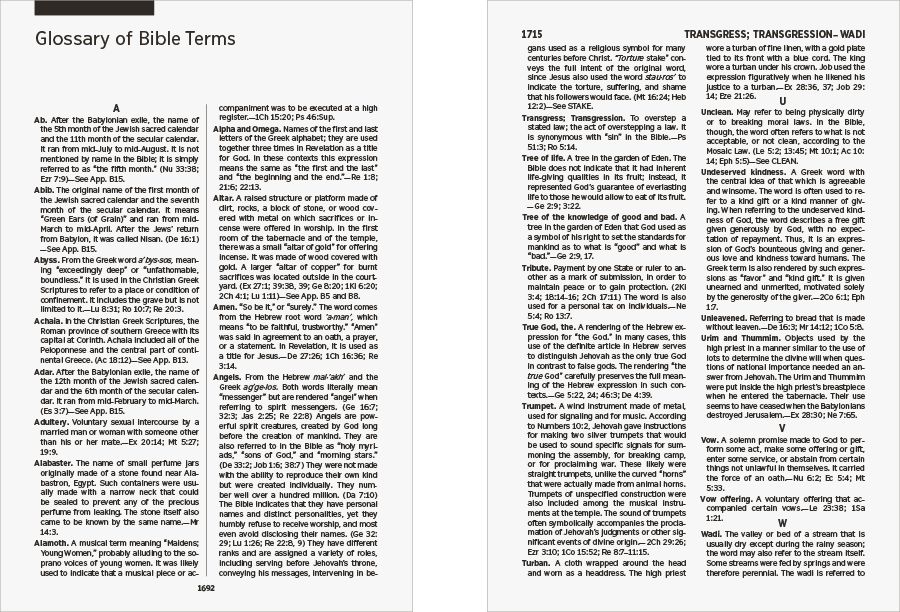 Glossary of Bible Terms
A
Ab. After the Babylonian exile, the name of
the 5th month of the Jewish sacred calendar
and the 11th month of the secular calendar.
It ran from mid-July to mid-August. It is not
mentioned by name in the Bible; it is simply
referred to as “the fifth month.” (Nu 33:38;
Ezr 7:9)—See App. B15.
Abib. The original name of the first month of
the Jewish sacred calendar and the seventh
month of the secular calendar. It means
“Green Ears (of Grain)” and ran from mid-
March to mid-April. After the Jews’ return
from Babylon, it was called Nisan. (De 16:1)
—See App. B15.
Abyss. From the Greek word a′bys·sos, mean-
ing “exceedingly deep” or “unfathomable,
boundless.” It is used in the Christian Greek
Scriptures to refer to a place or condition of
confinement. It includes the grave but is not
limited to it.—Lu 8:31; Ro 10:7; Re 20:3.
Achaia. In the Christian Greek Scriptures, the
Roman province of southern Greece with its
capital at Corinth. Achaia included all of the
Peloponnese and the central part of conti-
nental Greece. (Ac 18:12)—See App. B13.
Adar. After the Babylonian exile, the name of
the 12th month of the Jewish sacred calen-
dar and the 6th month of the secular calen-
dar. It ran from mid-February to mid-March.
(Es 3:7)—See App. B15.
Adultery. Voluntary sexual intercourse by a
married man or woman with someone other
than his or her mate.—Ex 20:14; Mt 5:27;
19:9.
Alabaster. The name of small perfume jars
originally made of a stone found near Ala-
bastron, Egypt. Such containers were usu-
ally made with a narrow neck that could
be sealed to prevent any of the precious
perfume from leaking. The stone itself also
came to be known by the same name.—Mr
14:3.
Alamoth. A musical term meaning “Maidens;
Young Women,” probably alluding to the so-
prano voices of young women. It was likely
used to indicate that a musical piece or ac-
companiment was to be executed at a high
register.—1Ch 15:20; Ps 46:Sup.
Alpha and Omega. Names of the first and last
letters of the Greek alphabet; they are used
together three times in Revelation as a title
for God. In these contexts this expression
means the same as “the first and the last”
and “the beginning and the end.”—Re 1:8;
21:6; 22:13.
Altar. A raised structure or platform made of
dirt, rocks, a block of stone, or wood cov-
ered with metal on which sacrifices or in-
cense were offered in worship. In the first
room of the tabernacle and of the temple,
there was a small “altar of gold” for offering
incense. It was made of wood covered with
gold. A larger “altar of copper” for burnt
sacrifices was located outside in the court-
yard. (Ex 27:1; 39:38, 39; Ge 8:20; 1Ki 6:20;
2Ch 4:1; Lu 1:11)—See App. B5 and B8.
Amen. “So be it,” or “surely.” The word comes
from the Hebrew root word ʼa·manʹ, which
means “to be faithful, trustworthy.” “Amen”
was said in agreement to an oath, a prayer,
or a statement. In Revelation, it is used as
a title for Jesus.—De 27:26; 1Ch 16:36; Re
3:14.
Angels. From the Hebrew mal·ʼakhʹ and the
Greek ag′ge·los. Both words literally mean
“messenger” but are rendered “angel” when
referring to spirit messengers. (Ge 16:7;
32:3; Jas 2:25; Re 22:8) Angels are pow-
erful spirit creatures, created by God long
before the creation of mankind. They are
also referred to in the Bible as “holy myri-
ads,” “sons of God,” and “morning stars.”
(De 33:2; Job 1:6; 38:7) They were not made
with the ability to reproduce their own kind
but were created individually. They num-
ber well over a hundred million. (Da 7:10)
The Bible indicates that they have personal
names and distinct personalities, yet they
humbly refuse to receive worship, and most
even avoid disclosing their names. (Ge 32:
29; Lu 1:26; Re 22:8, 9) They have different
ranks and are assigned a variety of roles,
including serving before Jehovah’s throne,
conveying his messages, intervening in be-
1692
1715
TRANSGRESS; TRANSGRESSION–WADI
gans used as a religious symbol for many
centuries before Christ. “Torture stake” con-
veys the full intent of the original word,
since Jesus also used the word stau·ros′ to
indicate the torture, suffering, and shame
that his followers would face. (Mt 16:24; Heb
12:2)—See STAKE.
Transgress; Transgression. To overstep a
stated law; the act of overstepping a law. It
is synonymous with “sin” in the Bible.—Ps
51:3; Ro 5:14.
Tree of life. A tree in the garden of Eden. The
Bible does not indicate that it had inherent
life-giving qualities in its fruit; instead, it
represented God’s guarantee of everlasting
life to those he would allow to eat of its fruit.
—Ge 2:9; 3:22.
Tree of the knowledge of good and bad. A
tree in the garden of Eden that God used as
a symbol of his right to set the standards for
mankind as to what is “good” and what is
“bad.”—Ge 2:9, 17.
Tribute. Payment by one State or ruler to an-
other as a mark of submission, in order to
maintain peace or to gain protection. (2Ki
3:4; 18:14-16; 2Ch 17:11) The word is also
used for a personal tax on individuals.—Ne
5:4; Ro 13:7.
True God, the. A rendering of the Hebrew ex-
pression for “the God.” In many cases, this
use of the definite article in Hebrew serves
to distinguish Jehovah as the only true God
in contrast to false gods. The rendering “the
true God” carefully preserves the full mean-
ing of the Hebrew expression in such con-
texts.—Ge 5:22, 24; 46:3; De 4:39.
Trumpet. A wind instrument made of metal,
used for signaling and for music. According
to Numbers 10:2, Jehovah gave instructions
for making two silver trumpets that would
be used to sound specific signals for sum-
moning the assembly, for breaking camp,
or for proclaiming war. These likely were
straight trumpets, unlike the curved “horns”
that were actually made from animal horns.
Trumpets of unspecified construction were
also included among the musical instru-
ments at the temple. The sound of trumpets
often symbolically accompanies the procla-
mation of Jehovah’s judgments or other sig-
nificant events of divine origin.—2Ch 29:26;
Ezr 3:10; 1Co 15:52; Re 8:7–11:15.
Turban. A cloth wrapped around the head
and worn as a headdress. The high priest
wore a turban of fine linen, with a gold plate
tied to its front with a blue cord. The king
wore a turban under his crown. Job used the
expression figuratively when he likened his
justice to a turban.—Ex 28:36, 37; Job 29:
14; Eze 21:26.
U
Unclean. May refer to being physically dirty
or to breaking moral laws. In the Bible,
though, the word often refers to what is not
acceptable, or not clean, according to the
Mosaic Law. (Le 5:2; 13:45; Mt 10:1; Ac 10:
14; Eph 5:5)—See CLEAN.
Undeserved kindness. A Greek word with
the central idea of that which is agreeable
and winsome. The word is often used to re-
fer to a kind gift or a kind manner of giv-
ing. When referring to the undeserved kind-
ness of God, the word describes a free gift
given generously by God, with no expec-
tation of repayment. Thus, it is an expres-
sion of God’s bounteous giving and gener-
ous love and kindness toward humans. The
Greek term is also rendered by such expres-
sions as “favor” and “kind gift.” It is given
unearned and unmerited, motivated solely
by the generosity of the giver.—2Co 6:1; Eph
1:7.
Unleavened. Referring to bread that is made
without leaven.—De 16:3; Mr 14:12; 1Co 5:8.
Urim and Thummim. Objects used by the
high priest in a manner similar to the use of
lots to determine the divine will when ques-
tions of national importance needed an an-
swer from Jehovah. The Urim and Thummim
were put inside the high priest’s breastpiece
when he entered the tabernacle. Their use
seems to have ceased when the Babylonians
destroyed Jerusalem.—Ex 28:30; Ne 7:65.
V
Vow. A solemn promise made to God to per-
form some act, make some offering or gift,
enter some service, or abstain from certain
things not unlawful in themselves. It carried
the force of an oath.—Nu 6:2; Ec 5:4; Mt
5:33.
Vow offering. A voluntary offering that ac-
companied certain vows.—Le 23:38; 1Sa
1:21.
W
Wadi. The valley or bed of a stream that is
usually dry except during the rainy season;
the word may also refer to the stream itself.
Some streams were fed by springs and were
therefore perennial. The wadi is referred to